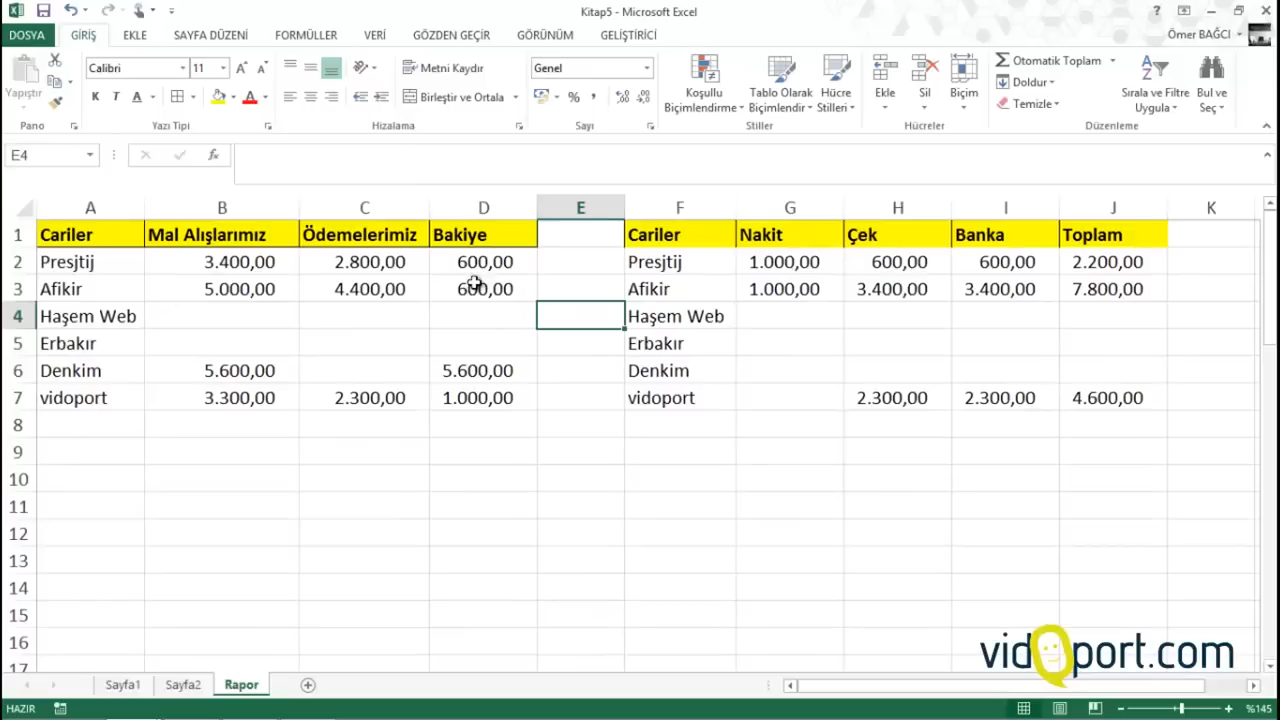 Kitap5 - Microsoft Excel
DOSYA GİRİŞ EKLE SAYFA DÜZENİ FORMÜLLER VERİ GÖZDEN GEÇİR GÖRÜNÜM GELİŞTİRİCİ Ömer BAĞCI
Yapıştır
Pano
Calibri 11
K T A
Yazı Tipi
Metni Kaydır
Birleştir ve Ortala
Hizalama
Genel
Sayı
Koşullu Biçimlendirme
Tablo Olarak Biçimlendir
Hücre Stilleri
Stiller
Ekle Sil Biçim
Hücreler
Otomatik Toplam
Doldur
Temizle
Sırala ve Filtre Uygula
Bul ve Seç
Düzenleme
E4
A B C D E F G H I J K
1 Cariler Mal Alışlarımız Ödemelerimiz Bakiye Cariler Nakit Çek Banka Toplam
2 Presjtij 3.400,00 2.800,00 600,00 Presjtij 1.000,00 600,00 600,00 2.200,00
3 Afikir 5.000,00 4.400,00 600,00 Afikir 1.000,00 3.400,00 3.400,00 7.800,00
4 Haşem Web Haşem Web
5 Erbakır Erbakır
6 Denkim 5.600,00 5.600,00 Denkim
7 vidoport 3.300,00 2.300,00 1.000,00 vidoport 2.300,00 2.300,00 4.600,00
8
9
10
11
12
13
14
15
16
17
vidoport.com
Sayfa1 Sayfa2 Rapor
HAZIR %145